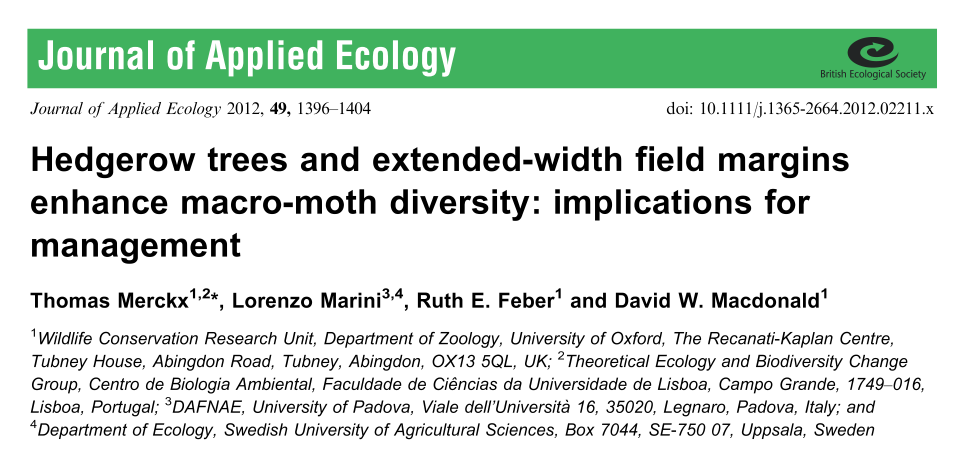 Journal of Applied Ecology
British Ecological Society
Journal of Applied Ecology 2012, 49, 1396–1404
doi: 10.1111/j.1365-2664.2012.02211.x
Hedgerow trees and extended-width field margins
enhance macro-moth diversity: implications for
management
Thomas Merckx1,2*, Lorenzo Marini3,4, Ruth E. Feber1 and David W. Macdonald1
1Wildlife Conservation Research Unit, Department of Zoology, University of Oxford, The Recanati-Kaplan Centre,
Tubney House, Abingdon Road, Tubney, Abingdon, OX13 5QL, UK; 2Theoretical Ecology and Biodiversity Change
Group, Centro de Biologia Ambiental, Faculdade de Ciências da Universidade de Lisboa, Campo Grande, 1749–016,
Lisboa, Portugal; 3DAFNAE, University of Padova, Viale dell'Università 16, 35020, Legnaro, Padova, Italy; and
4Department of Ecology, Swedish University of Agricultural Sciences, Box 7044, SE-750 07, Uppsala, Sweden